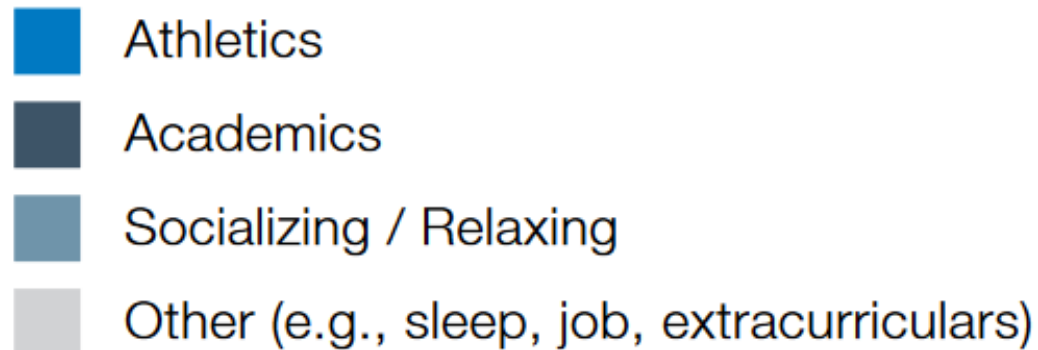 Athletics
Academics
Socializing / Relaxing
Other (e.g., sleep, job, extracurriculars)